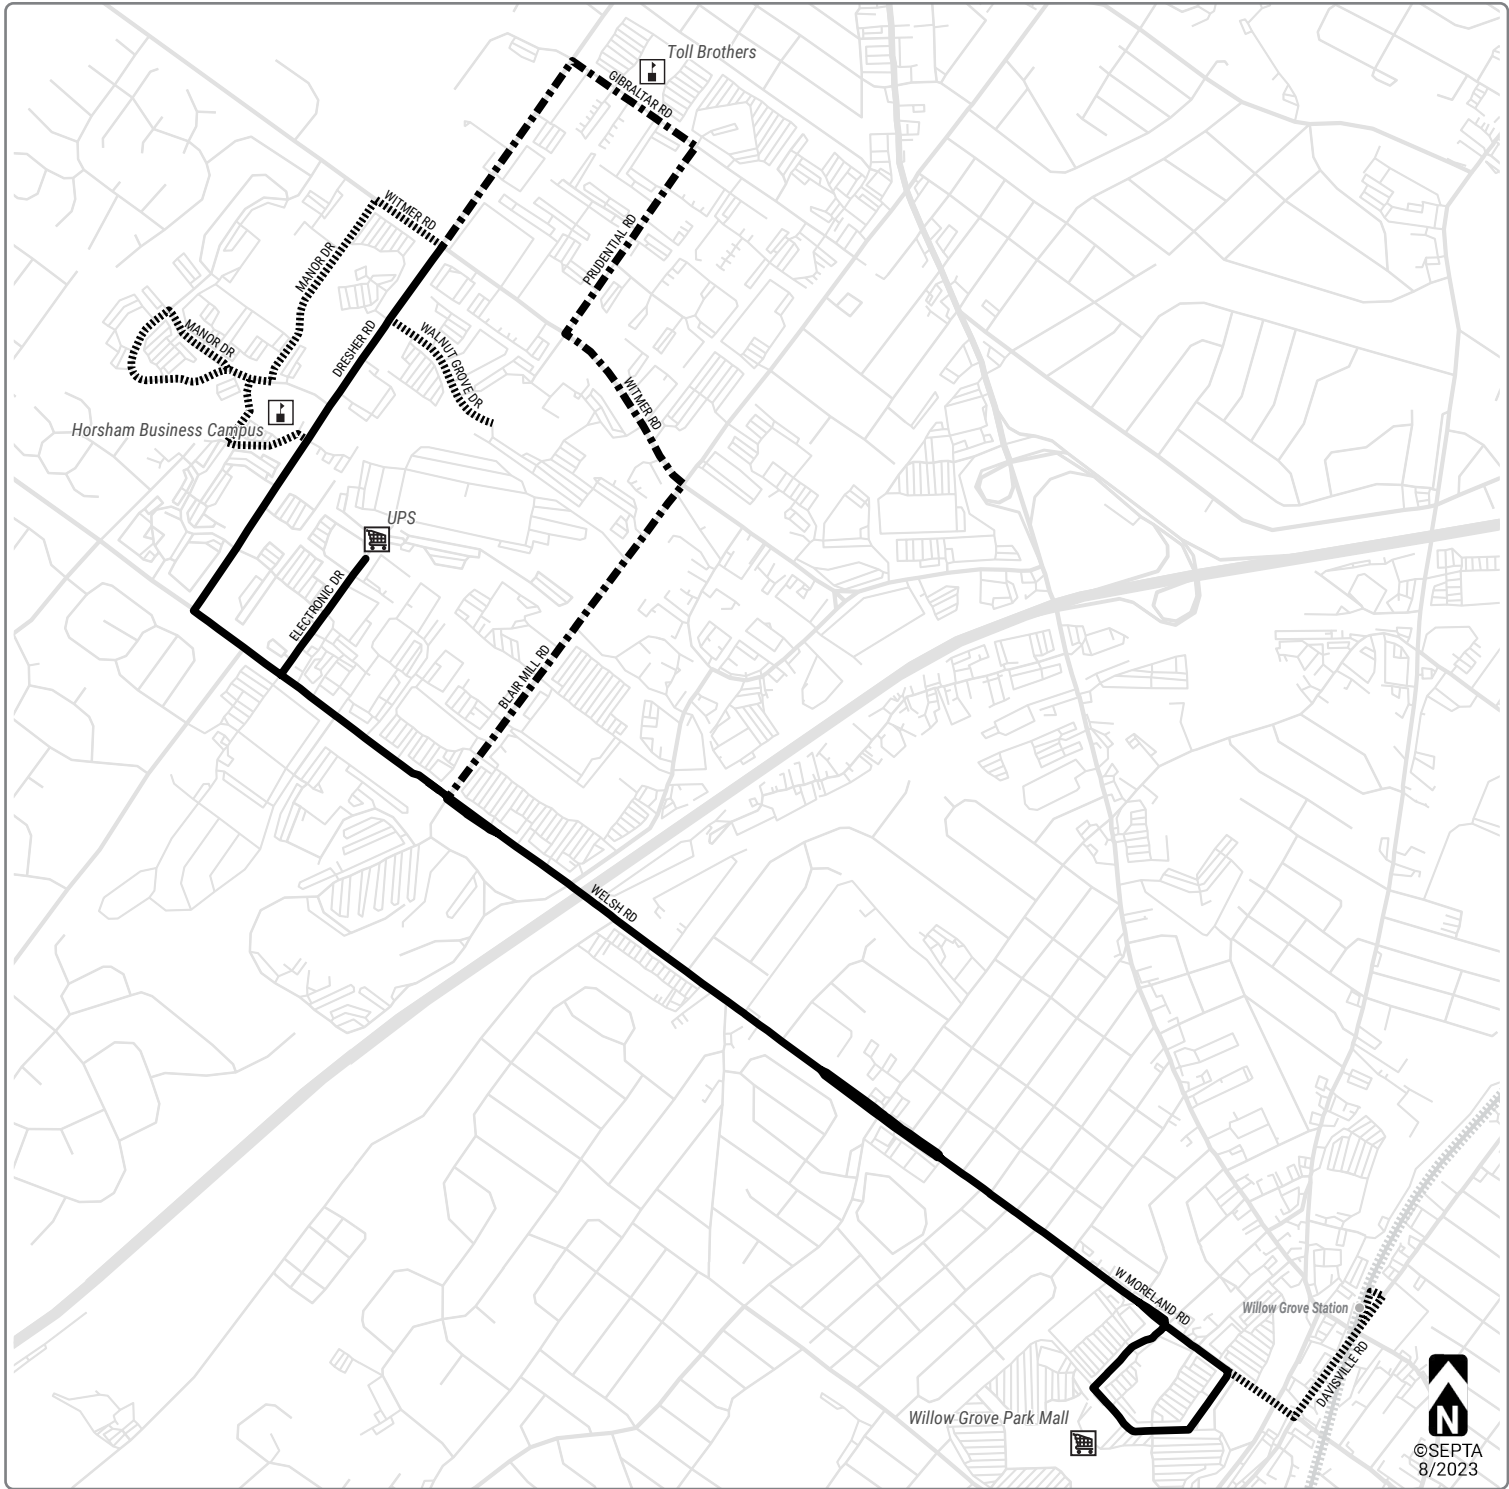 Toll Brothers
GIBRALTAR RD
WITMER RD
PRUDENTIAL RD
MANOR DR
MANOR DR
DRESHER RD
WALNUT GROVE DR
WITMER RD
Horsham Business Campus
UPS
ELECTRONIC DR
BLAIR MILL RD
WELSH RD
W MORELAND RD
Willow Grove Station
DAVISVILLE RD
Willow Grove Park Mall
N
©SEPTA
8/2023